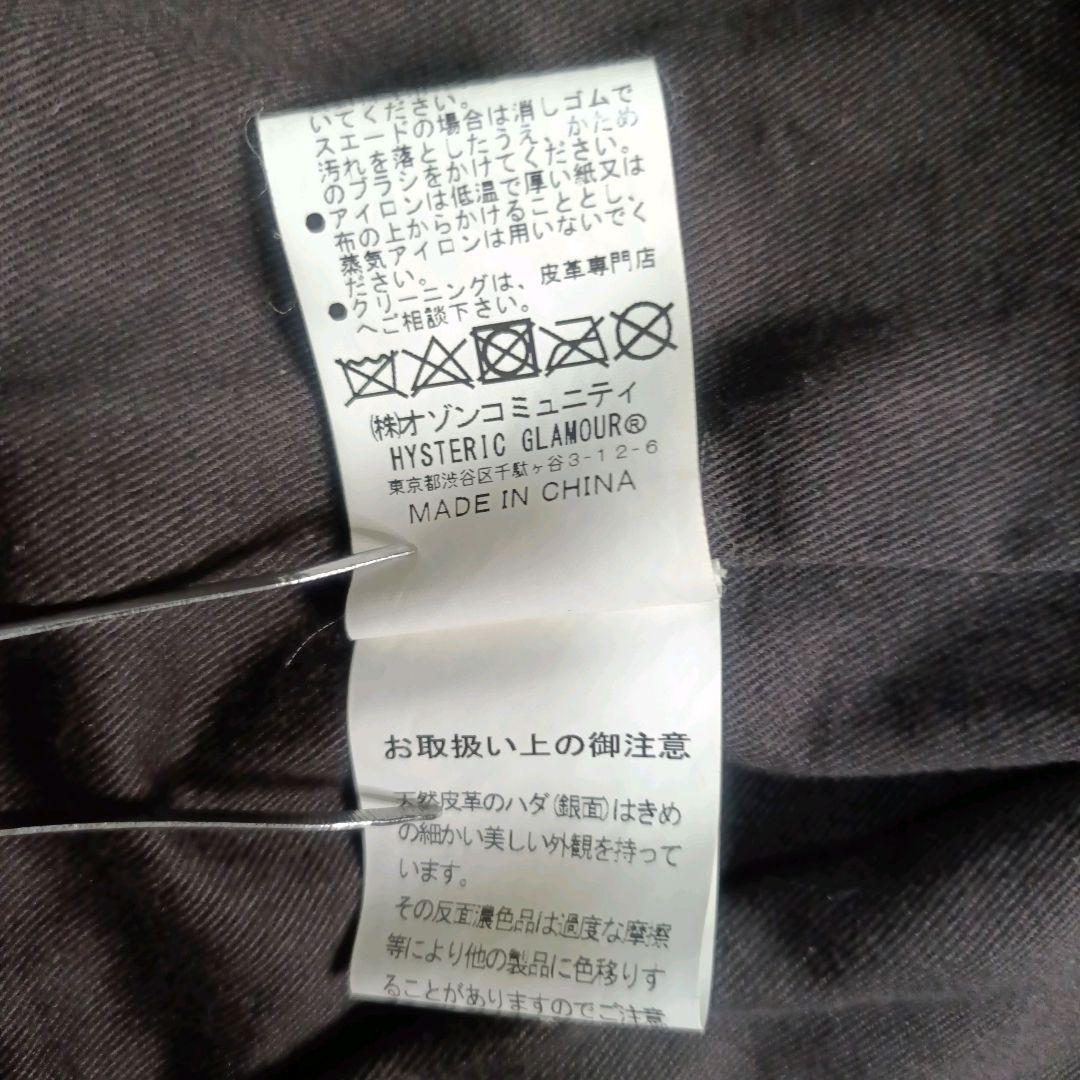 いてください。
スエードの場合は消しゴムで
汚れを落としたうえ、かため
のブラシをかけてください。
●アイロンは低温で厚い紙又は
布の上からかけることとし、
蒸気アイロンは用いないでく
ださい。
●クリーニングは、皮革専門店
へご相談下さい。
㈱オゾンコミュニティ
HYSTERIC GLAMOUR®
東京都渋谷区千駄ヶ谷3-12-6
MADE IN CHINA
お取扱い上の御注意
天然皮革のハダ(銀面)はきめ
の細かい美しい外観を持って
います。
その反面濃色品は過度な摩擦
等により他の製品に色移りす
ることがありますのでご注意